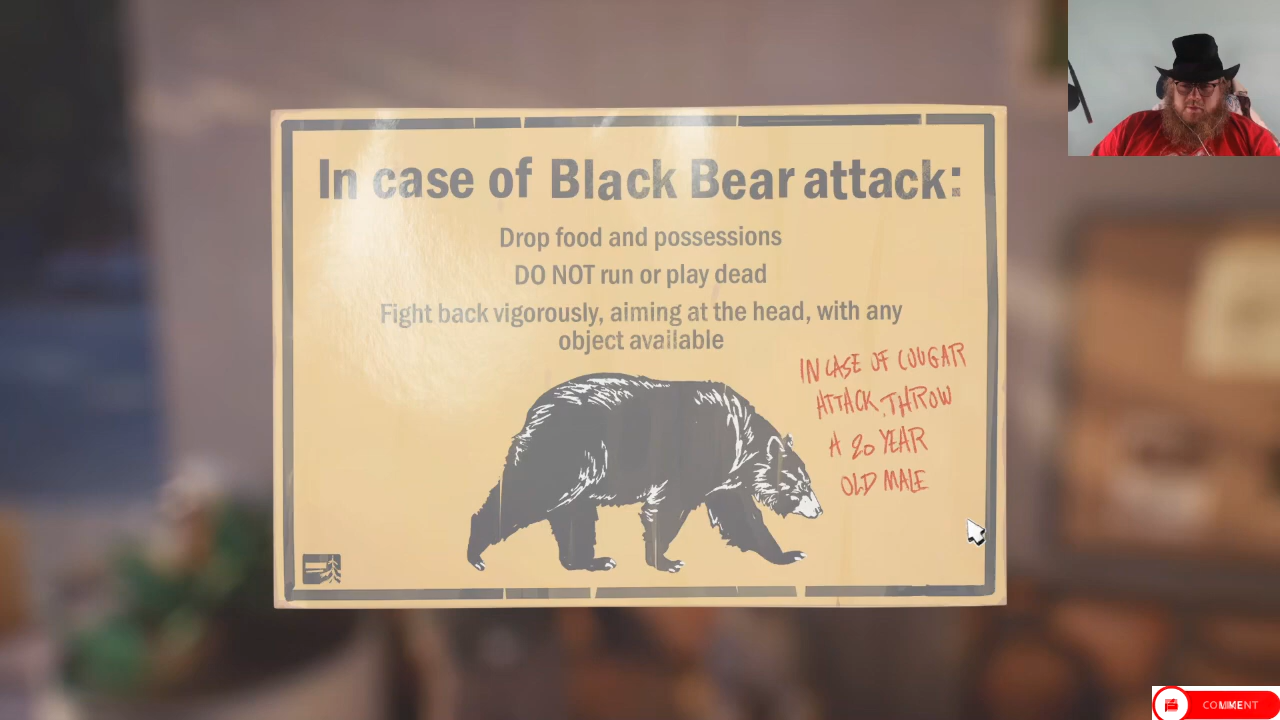 In case of Black Bear attack:
Drop food and possessions
DO NOT run or play dead
Fight back vigorously, aiming at the head, with any
object available
IN CASE OF COUGAR
ATTACK, THROW
A 20 YEAR
OLD MALE